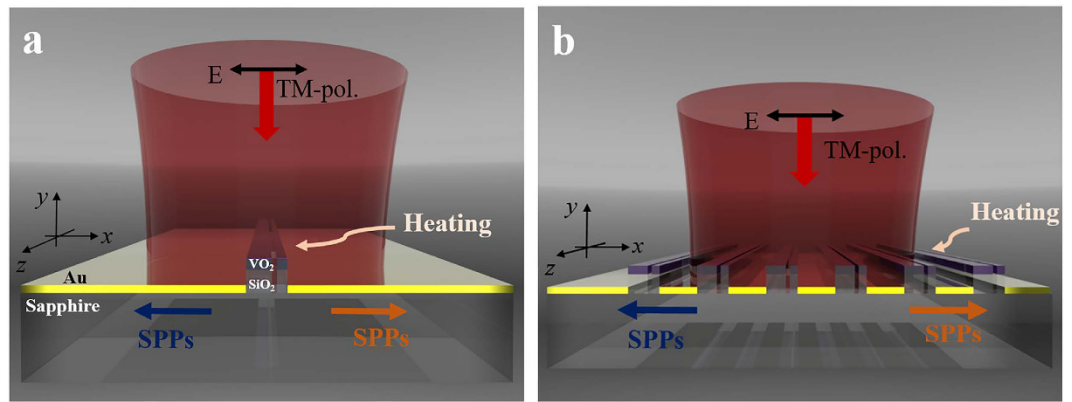 a
E
TM-pol.
y
x
z
Heating
VO₂
SiO₂
Au
Sapphire
SPPs
SPPs
b
E
TM-pol.
y
x
z
Heating
SPPs
SPPs